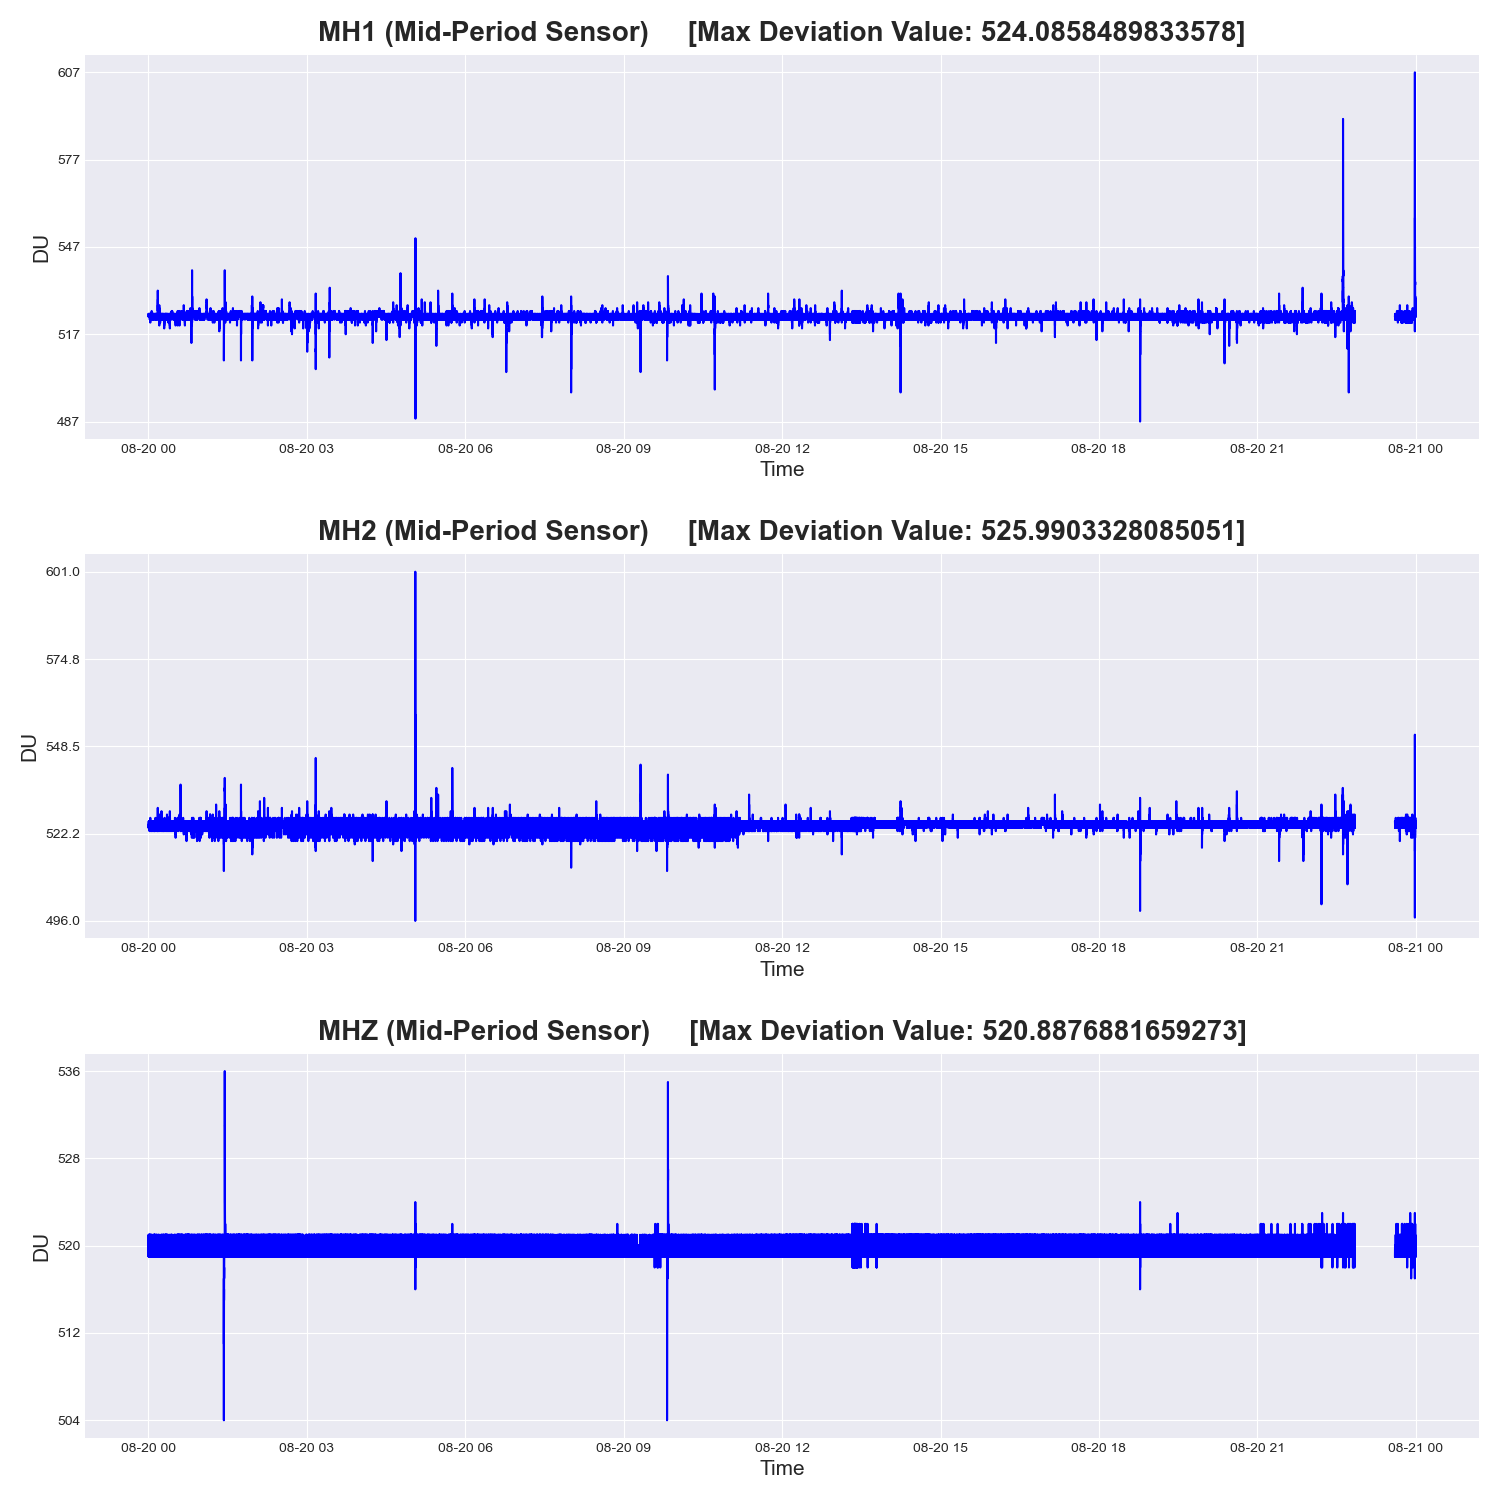 MH1 (Mid-Period Sensor) [Max Deviation Value: 524.0858489833578]
607
577
547
517
487
DU
08-20 00 08-20 03 08-20 06 08-20 09 08-20 12 08-20 15 08-20 18 08-20 21 08-21 00
Time
MH2 (Mid-Period Sensor) [Max Deviation Value: 525.9903328085051]
601.0
574.8
548.5
522.2
496.0
DU
08-20 00 08-20 03 08-20 06 08-20 09 08-20 12 08-20 15 08-20 18 08-20 21 08-21 00
Time
MHZ (Mid-Period Sensor) [Max Deviation Value: 520.8876881659273]
536
528
520
512
504
DU
08-20 00 08-20 03 08-20 06 08-20 09 08-20 12 08-20 15 08-20 18 08-20 21 08-21 00
Time